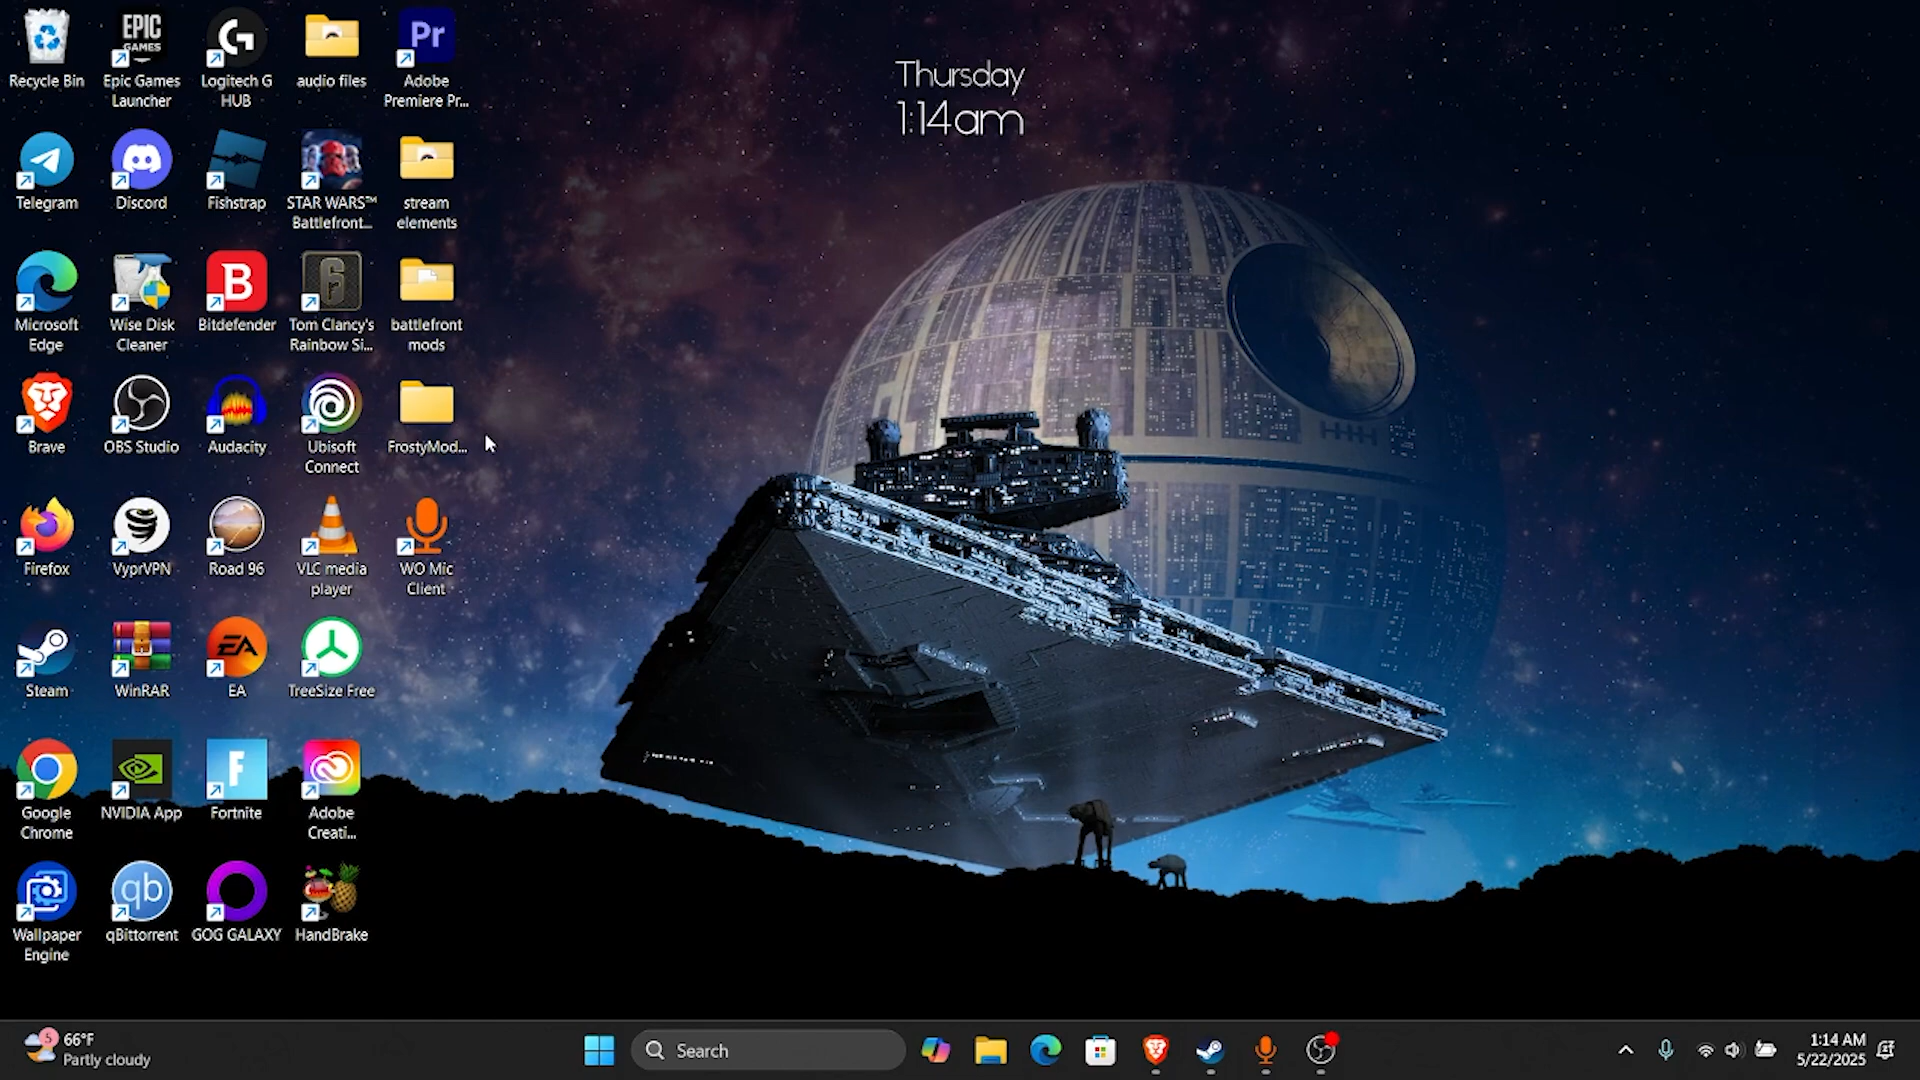 Thursday
1:14am
Recycle Bin
EPIC
GAMES
Epic Games
Launcher
Logitech G
HUB
audio files
Pr
Adobe
Premiere Pr...
Telegram
Discord
Fishstrap
STAR WARS™
Battlefront...
stream
elements
Microsoft
Edge
Wise Disk
Cleaner
B
Bitdefender
6
Tom Clancy's
Rainbow Si...
battlefront
mods
Brave
OBS Studio
Audacity
Ubisoft
Connect
FrostyMod...
Firefox
VyprVPN
Road 96
VLC media
player
WO Mic
Client
Steam
WinRAR
EA
EA
TreeSize Free
Google
Chrome
NVIDIA App
F
Fortnite
Adobe
Creati...
Wallpaper
Engine
qb
qBittorrent
GOG GALAXY
HandBrake
5
66°F
Partly cloudy
Search
1:14 AM
5/22/2025